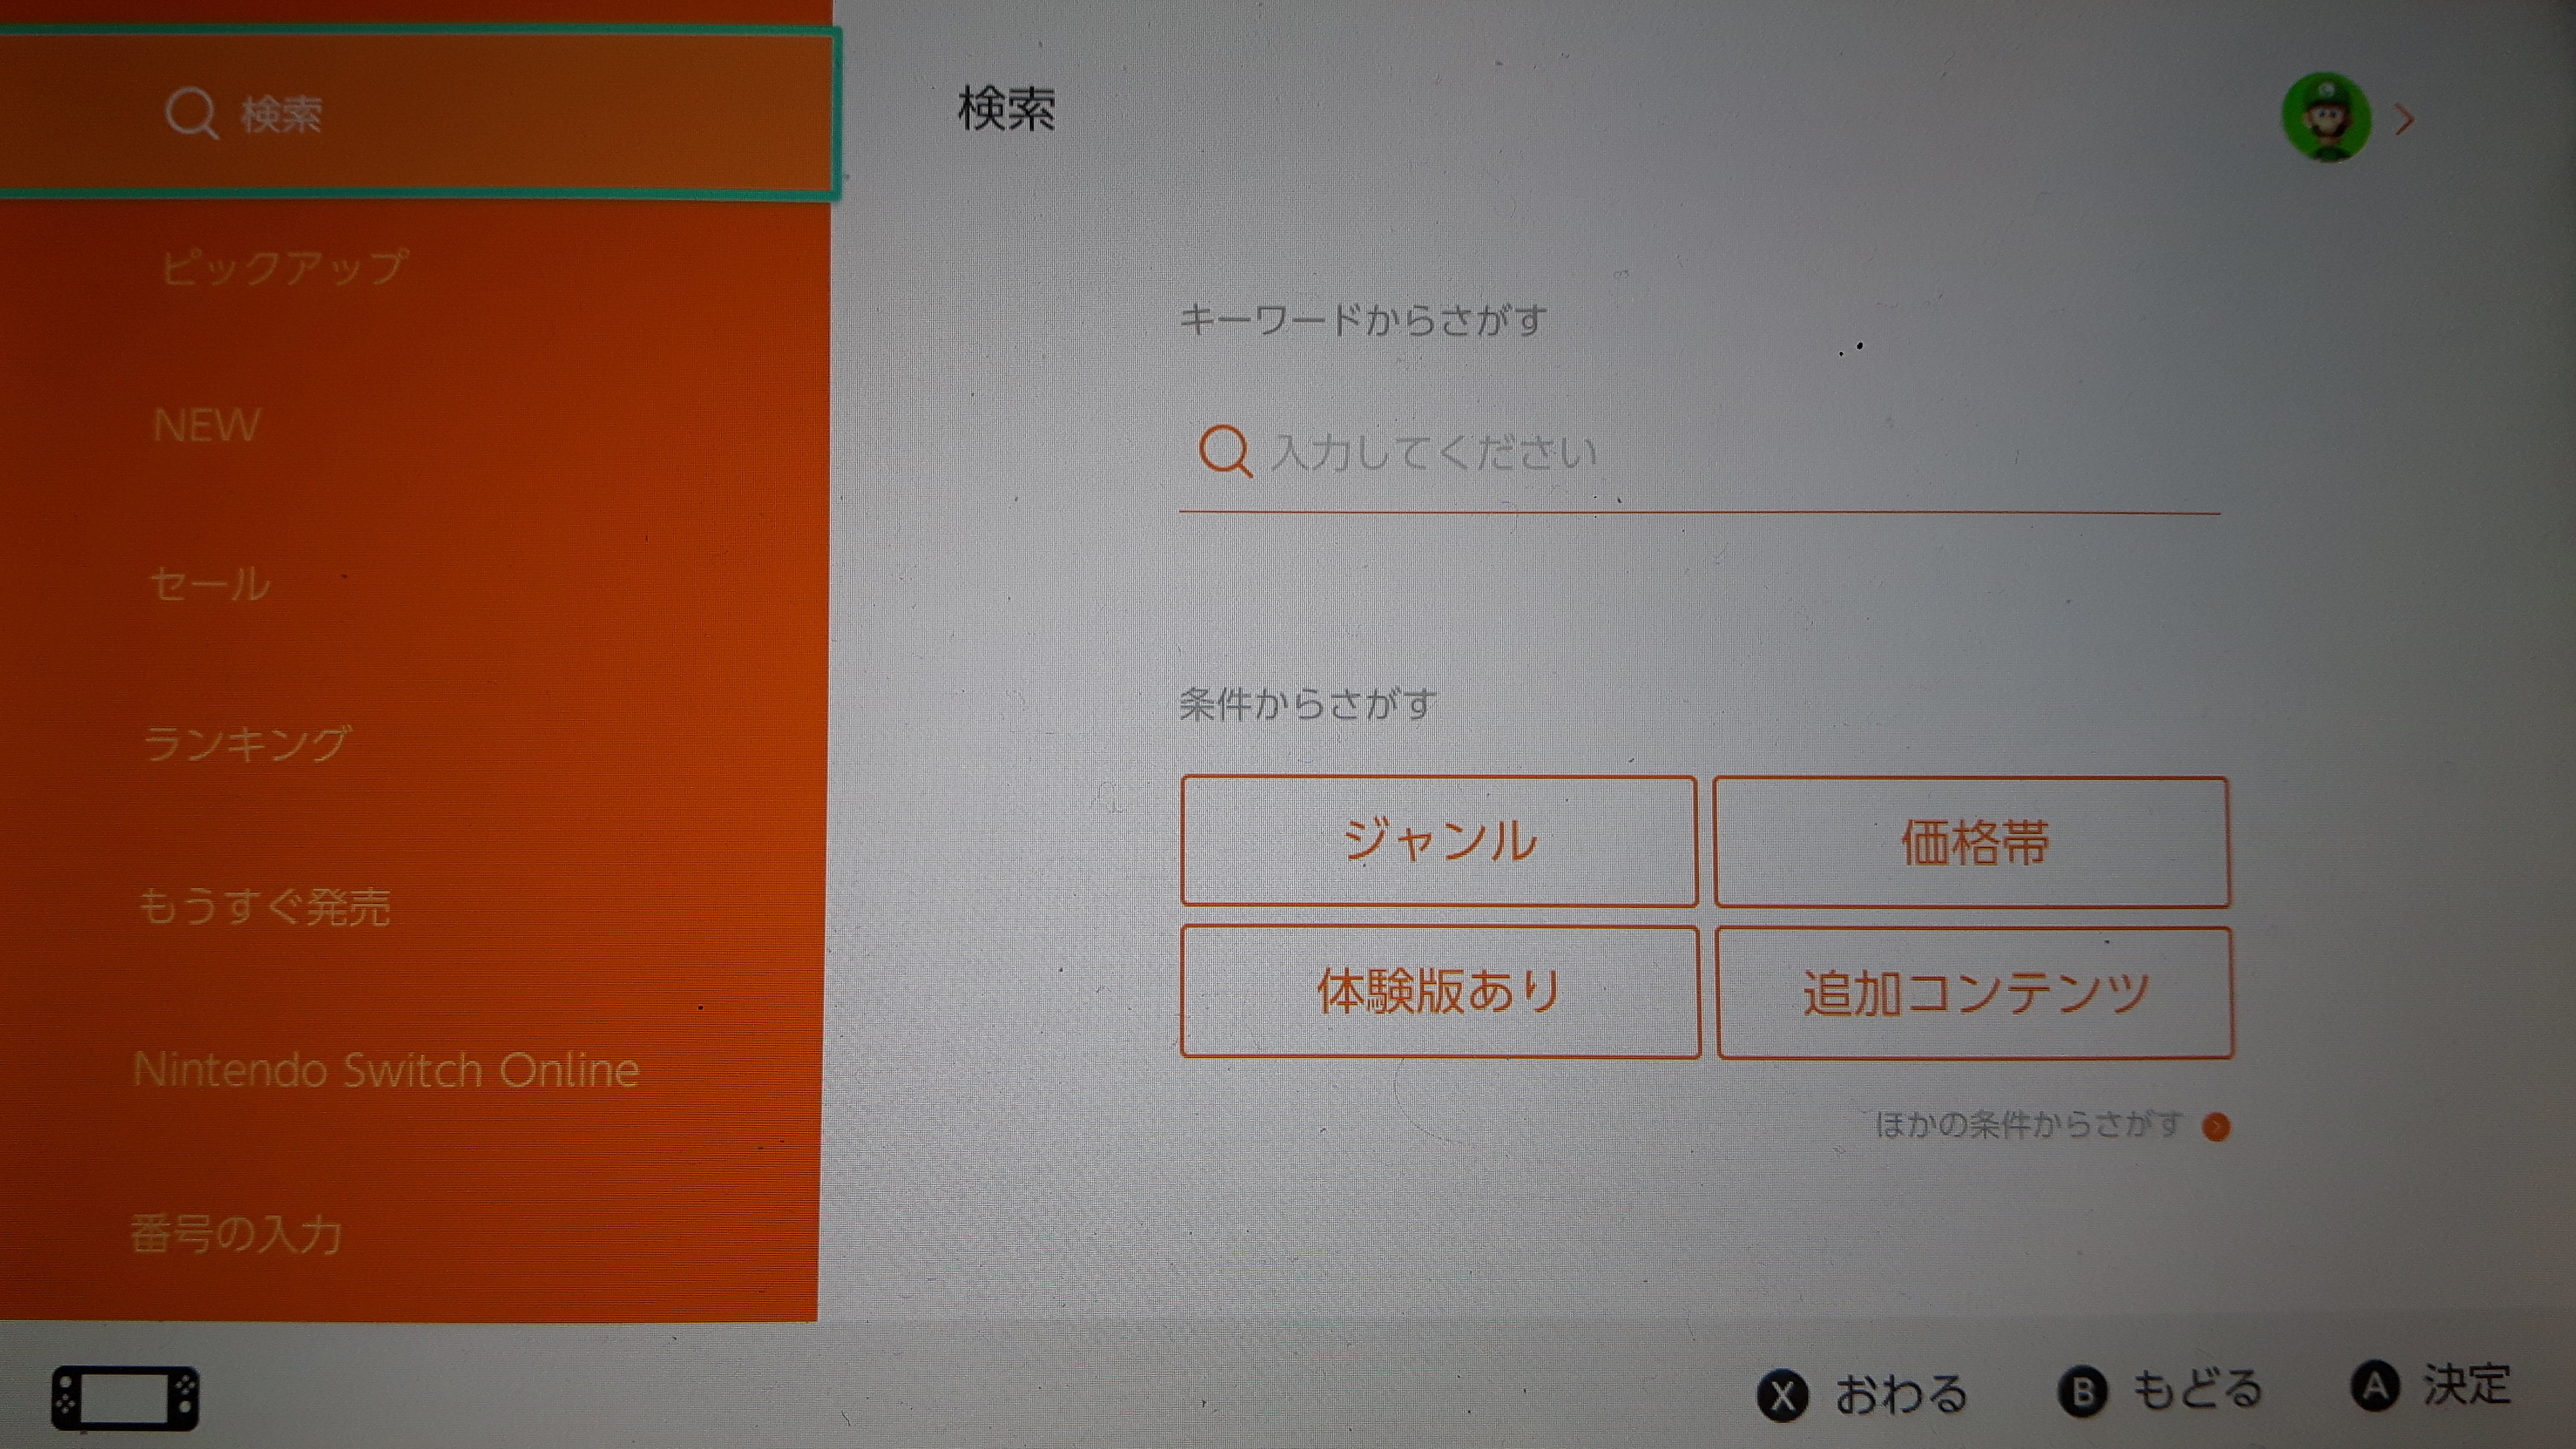 検索
ピックアップ
NEW
セール
ランキング
もうすぐ発売
Nintendo Switch Online
番号の入力
検索
キーワードからさがす
入力してください
条件からさがす
ジャンル
価格帯
体験版あり
追加コンテンツ
ほかの条件からさがす
X おわる B もどる A 決定